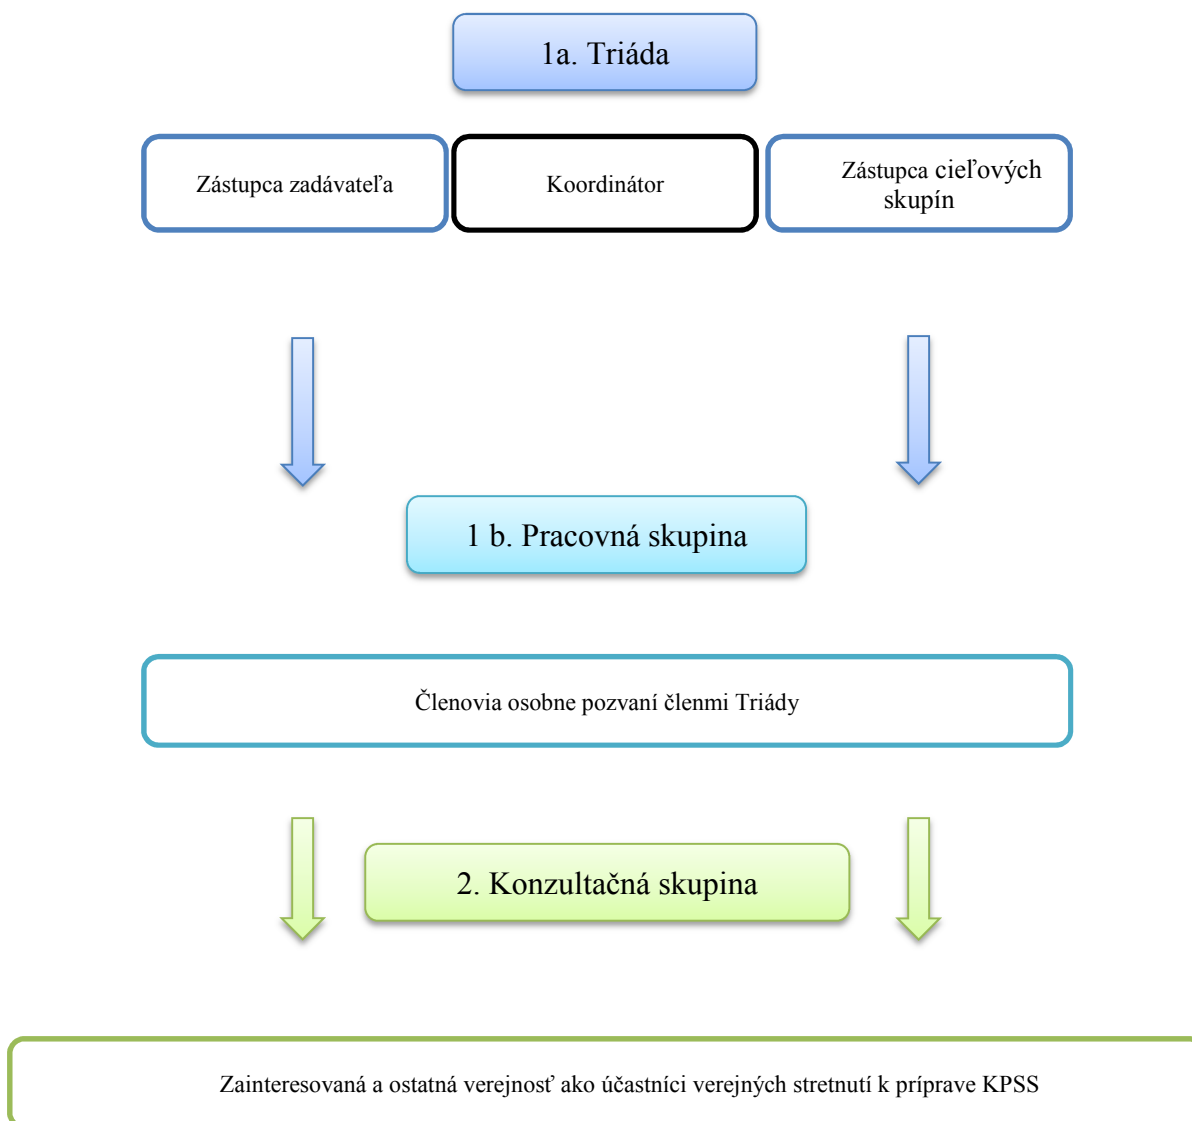 1a. Triáda
Zástupca zadávateľa
Koordinátor
Zástupca cieľových
skupín
1 b. Pracovná skupina
Členovia osobne pozvaní členmi Triády
2. Konzultačná skupina
Zainteresovaná a ostatná verejnosť ako účastníci verejných stretnutí k príprave KPSS